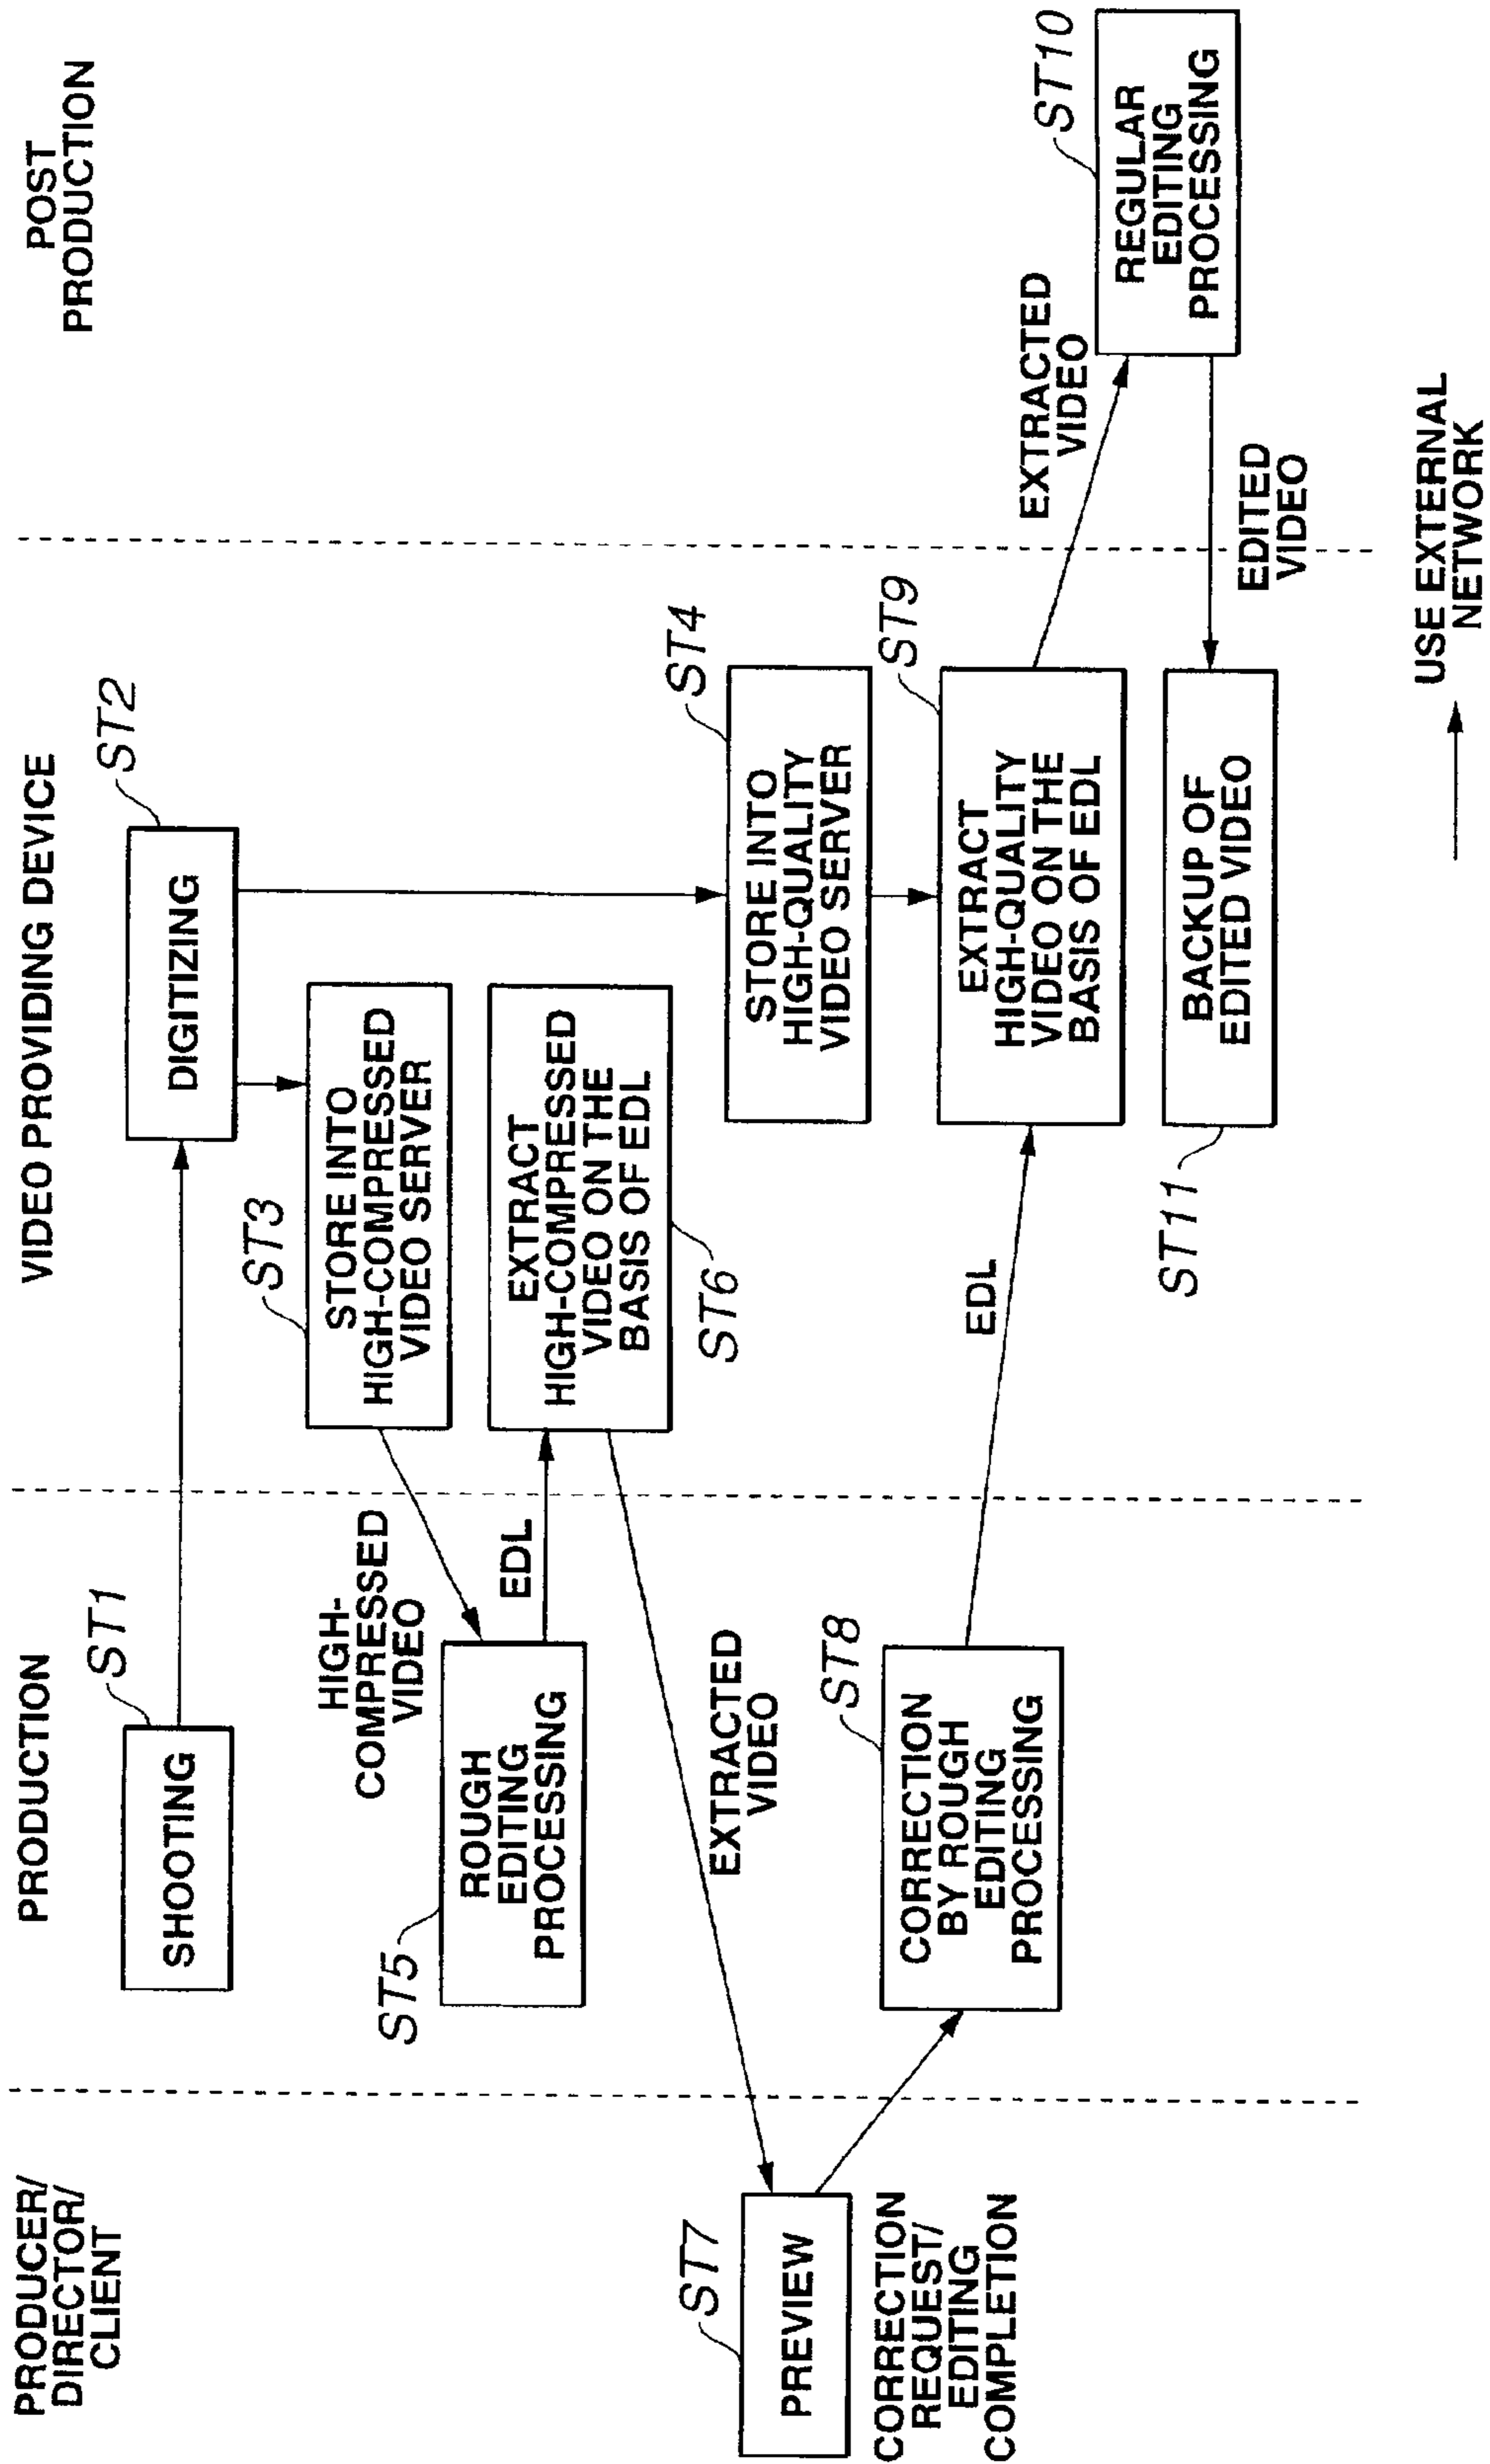 PRODUCER/
DIRECTOR/
CLIENT
PRODUCTION
VIDEO PROVIDING DEVICE
POST
PRODUCTION
ST1
SHOOTING
ST2
DIGITIZING
ST3
STORE INTO
HIGH-COMPRESSED
VIDEO SERVER
HIGH-
COMPRESSED
VIDEO
ST5
ROUGH
EDITING
PROCESSING
EDL
EXTRACT
HIGH-COMPRESSED
VIDEO ON THE
BASIS OF EDL
ST6
EXTRACTED
VIDEO
ST7
PREVIEW
CORRECTION
REQUEST/
EDITING
COMPLETION
ST4
STORE INTO
HIGH-QUALITY
VIDEO SERVER
ST8
CORRECTION
BY ROUGH
EDITING
PROCESSING
EDL
ST9
EXTRACT
HIGH-QUALITY
VIDEO ON THE
BASIS OF EDL
EXTRACTED
VIDEO
ST10
REGULAR
EDITING
PROCESSING
EDITED
VIDEO
ST11
BACKUP OF
EDITED VIDEO
USE EXTERNAL
NETWORK